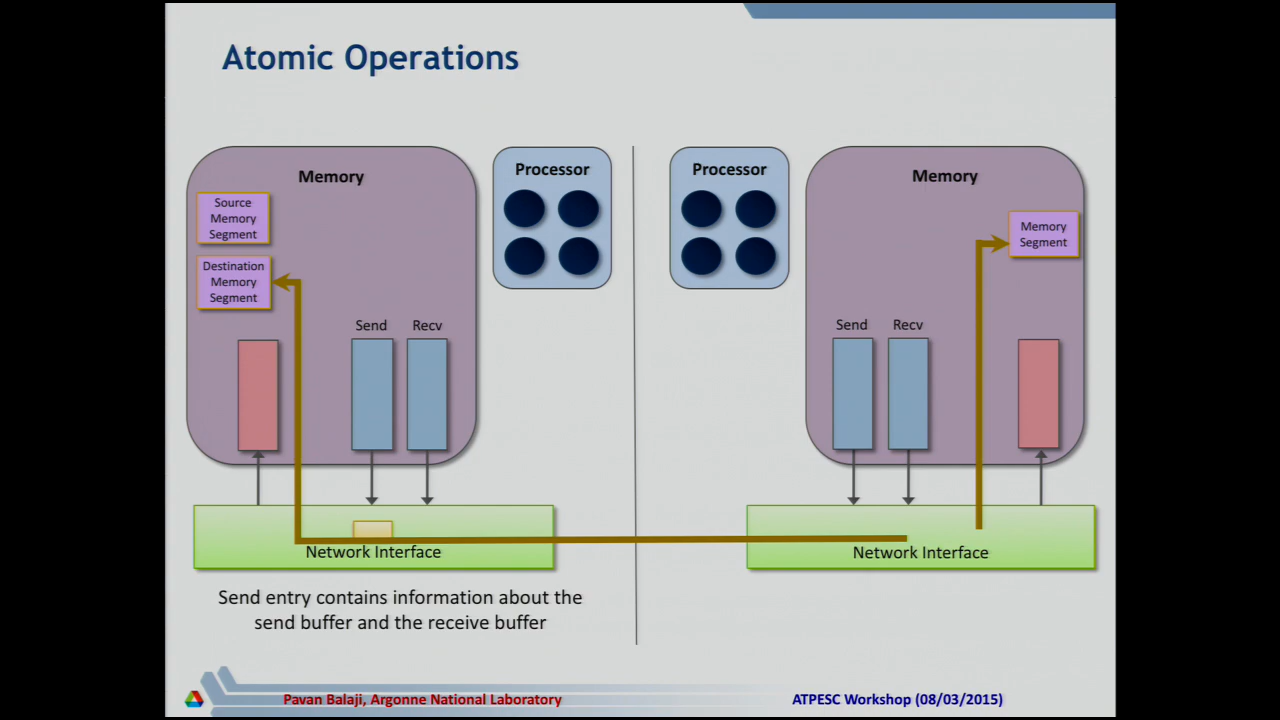 Atomic Operations
Memory
Source
Memory
Segment
Destination
Memory
Segment
Send
Recv
Processor
Processor
Memory
Memory
Segment
Send
Recv
Network Interface
Network Interface
Send entry contains information about the
send buffer and the receive buffer
Pavan Balaji, Argonne National Laboratory
ATPESC Workshop (08/03/2015)